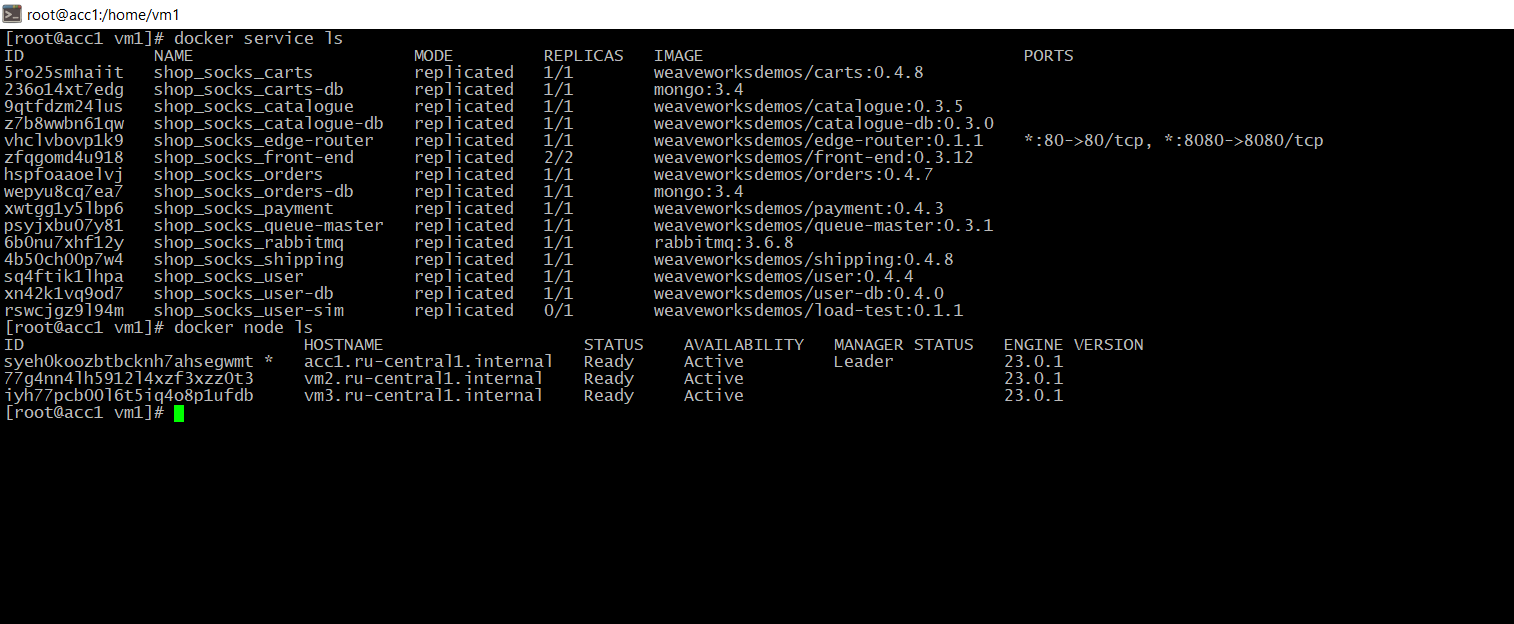 root@acc1:/home/vm1
[root@acc1 vm1]# docker service ls
ID NAME MODE REPLICAS IMAGE PORTS
5ro25smhaiit shop_socks_carts replicated 1/1 weaveworksdemos/carts:0.4.8
236o14xt7edg shop_socks_carts-db replicated 1/1 mongo:3.4
9qtfdzm24lus shop_socks_catalogue replicated 1/1 weaveworksdemos/catalogue:0.3.5
z7b8wwbn61qw shop_socks_catalogue-db replicated 1/1 weaveworksdemos/catalogue-db:0.3.0
vhclvbovp1k9 shop_socks_edge-router replicated 1/1 weaveworksdemos/edge-router:0.1.1 *:80->80/tcp, *:8080->8080/tcp
zfqgomd4u918 shop_socks_front-end replicated 2/2 weaveworksdemos/front-end:0.3.12
hspfoaaoelvj shop_socks_orders replicated 1/1 weaveworksdemos/orders:0.4.7
wepyu8cq7ea7 shop_socks_orders-db replicated 1/1 mongo:3.4
xwtgg1y5lbp6 shop_socks_payment replicated 1/1 weaveworksdemos/payment:0.4.3
psyjxbu07y81 shop_socks_queue-master replicated 1/1 weaveworksdemos/queue-master:0.3.1
6b0nu7xhf12y shop_socks_rabbitmq replicated 1/1 rabbitmq:3.6.8
4b50ch00p7w4 shop_socks_shipping replicated 1/1 weaveworksdemos/shipping:0.4.8
sq4ftik1lhpa shop_socks_user replicated 1/1 weaveworksdemos/user:0.4.4
xn42k1vq9od7 shop_socks_user-db replicated 1/1 weaveworksdemos/user-db:0.4.0
rswcjgz9l94m shop_socks_user-sim replicated 0/1 weaveworksdemos/load-test:0.1.1
[root@acc1 vm1]# docker node ls
ID HOSTNAME STATUS AVAILABILITY MANAGER STATUS ENGINE VERSION
syeh0koozbtbcknh7ahsegwmt * acc1.ru-central1.internal Ready Active Leader 23.0.1
77g4nn4lh5912l4xzf3xzz0t3 vm2.ru-central1.internal Ready Active 23.0.1
iyh77pcb00l6t5iq4o8p1ufdb vm3.ru-central1.internal Ready Active 23.0.1
[root@acc1 vm1]#